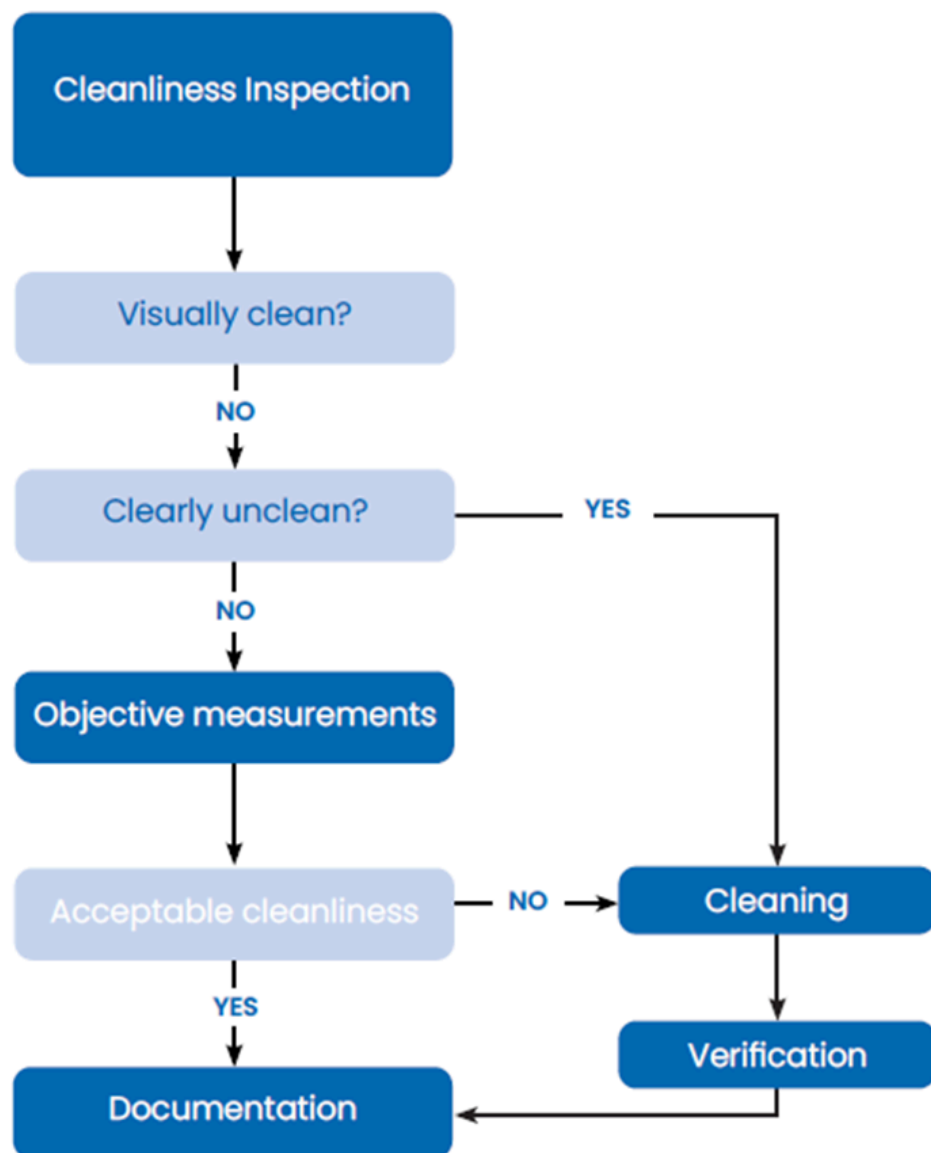 Cleanliness Inspection
Visually clean?
NO
Clearly unclean?
YES
NO
Objective measurements
Acceptable cleanliness
NO
Cleaning
YES
Verification
Documentation